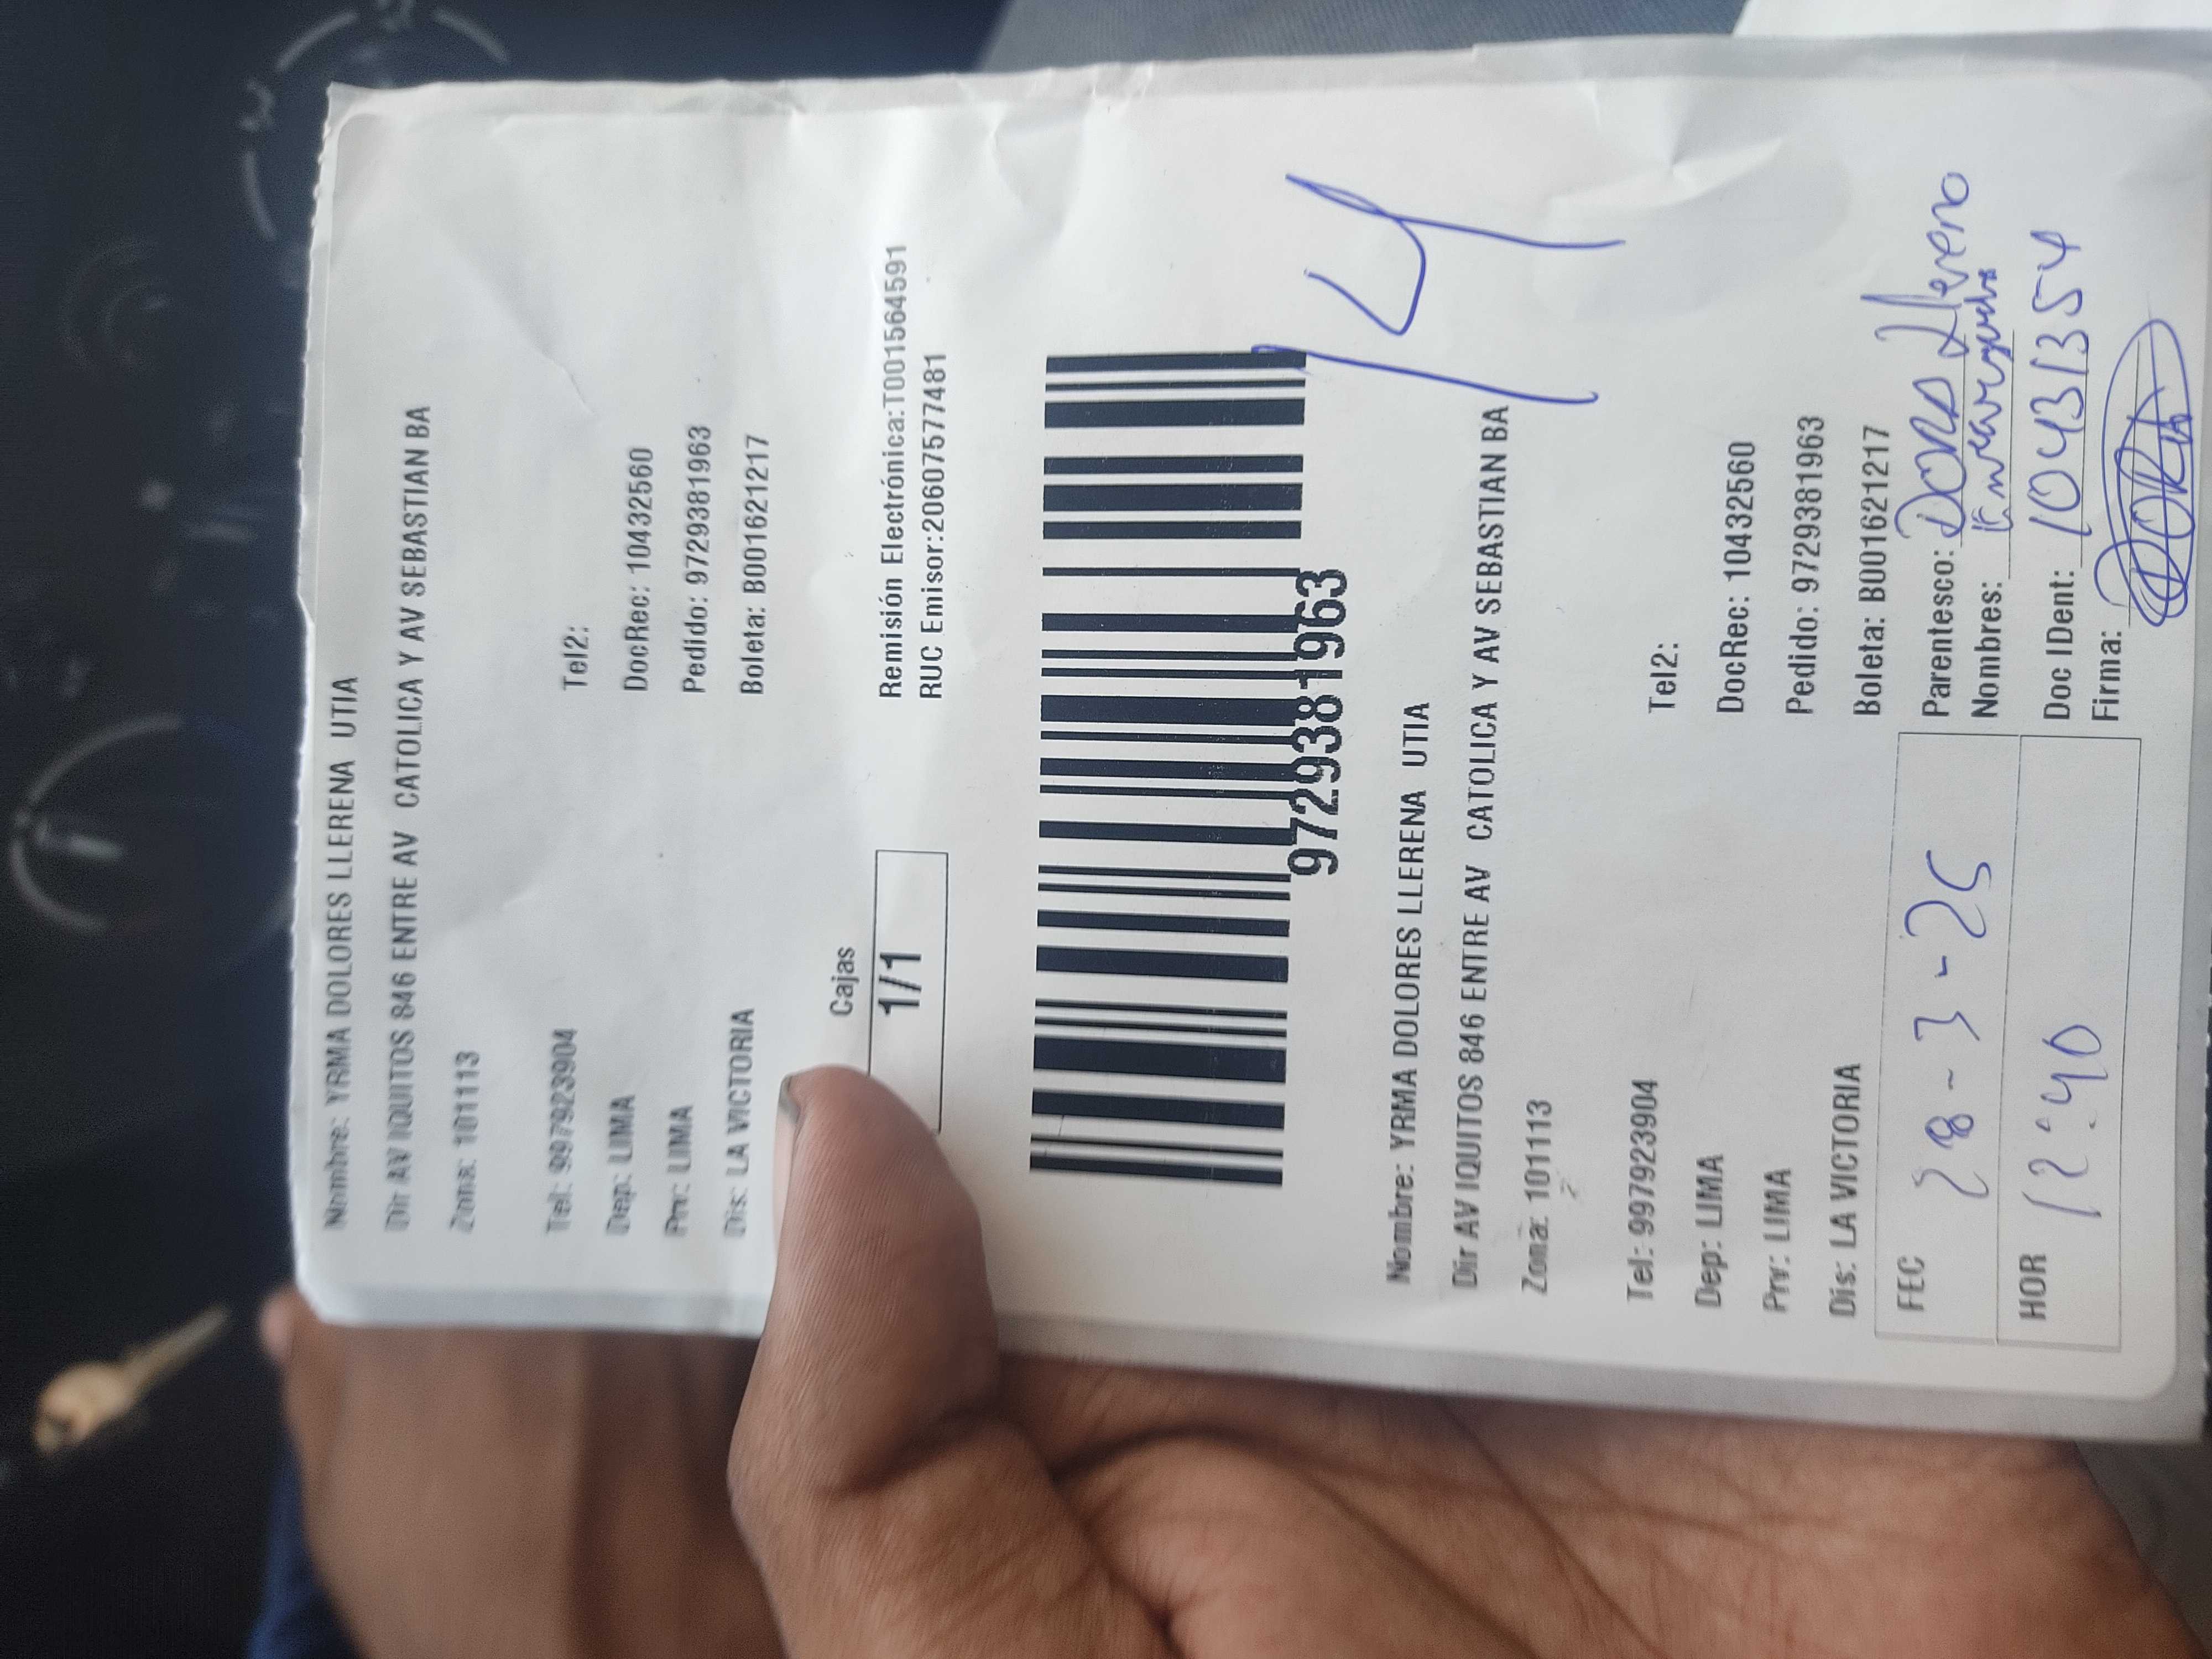 Nombre: YRMA DOLORES LLERENA UTIA
Dir AV IQUITOS 846 ENTRE AV CATOLICA Y AV SEBASTIAN BA
Zona: 101113
Tel: 997923904 Tel2:
Dep: LIMA DocRec: 10432560
Prv: LIMA Pedido: 9729381963
Dis: LA VICTORIA Boleta: B001621217
Cajas
1/1
Remisión Electrónica:T001564591
RUC Emisor:20607577481
9729381963
14
Nombre: YRMA DOLORES LLERENA UTIA
Dir AV IQUITOS 846 ENTRE AV CATOLICA Y AV SEBASTIAN BA
Zona: 101113
Tel: 997923904 Tel2:
Dep: LIMA DocRec: 10432560
Prv: LIMA Pedido: 9729381963
Dis: LA VICTORIA Boleta: B001621217
FEC 28-3-25
HOR 12:40
Parentesco:
Nombres:
Doc IDent: 10431354
Firma: